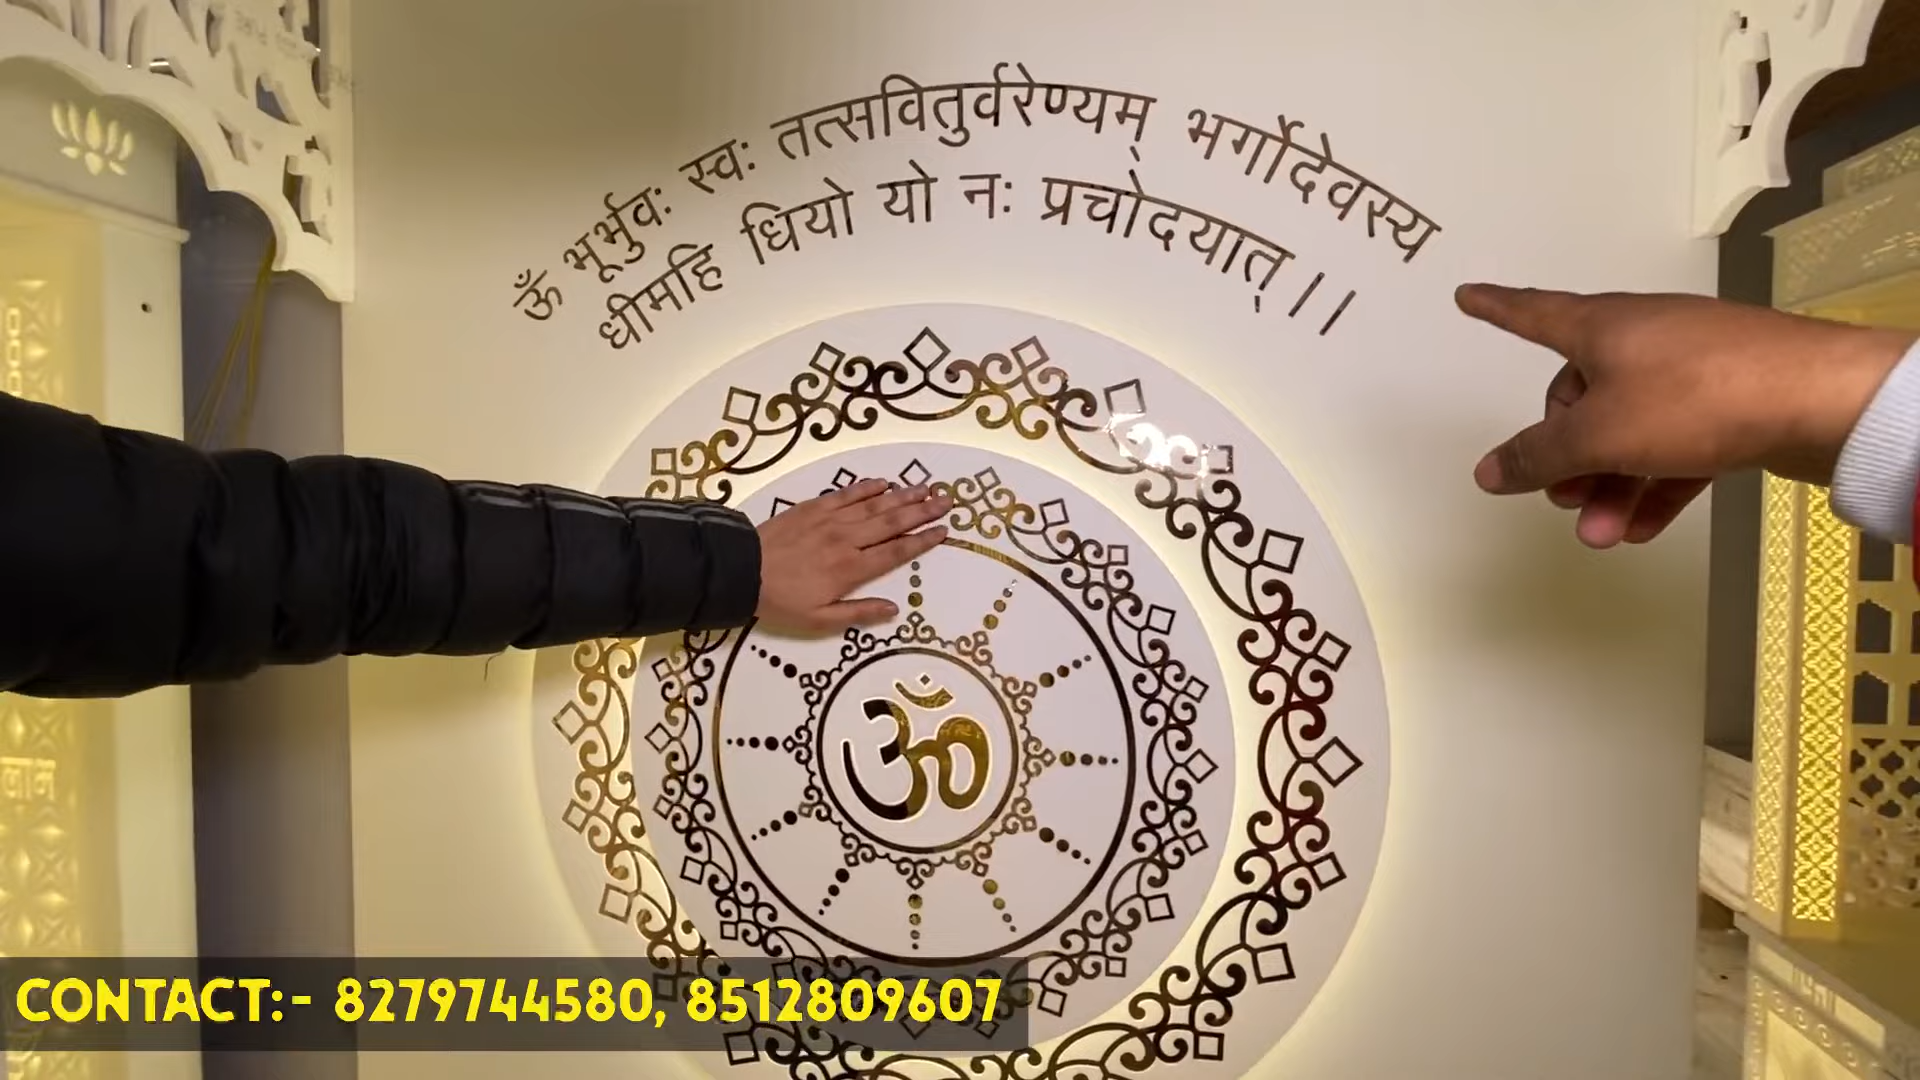 ॐ भूर्भुवः स्वः तत्सवितुर्वरेण्यम् भर्गोदेवस्य
धीमहि धियो यो नः प्रचोदयात् ।।
ॐ
लाभ
CONTACT:- 8279744580, 8512809607